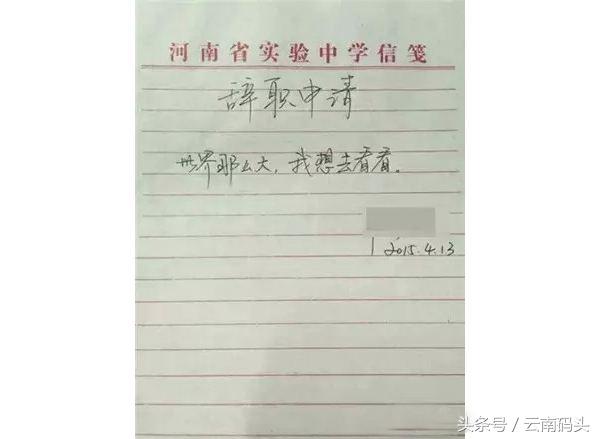 河南省实验中学信笺
辞职申请
世界那么大，我想去看看。
2015.4.13
头条号 / 云南码头